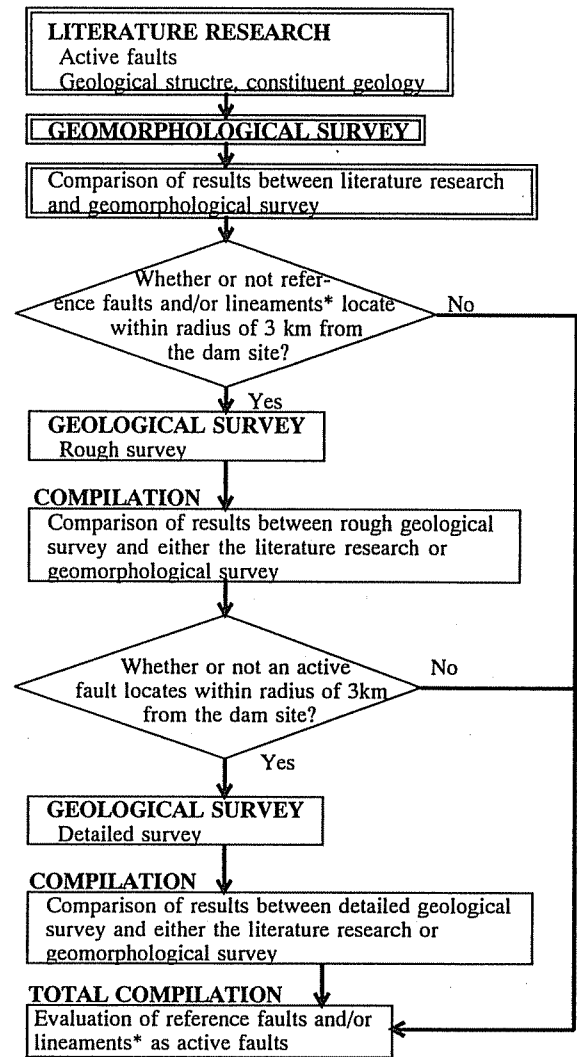 LITERATURE RESEARCH
Active faults
Geological structre, constituent geology
GEOMORPHOLOGICAL SURVEY
Comparison of results between literature research
and geomorphological survey
Whether or not refer-
ence faults and/or lineaments* locate
within radius of 3 km from
the dam site?
No
Yes
GEOLOGICAL SURVEY
Rough survey
COMPILATION
Comparison of results between rough geological
survey and either the literature research or
geomorphological survey
Whether or not an active
fault locates within radius of 3km
from the dam site?
No
Yes
GEOLOGICAL SURVEY
Detailed survey
COMPILATION
Comparison of results between detailed geological
survey and either the literature research or
geomorphological survey
TOTAL COMPILATION
Evaluation of reference faults and/or
lineaments* as active faults